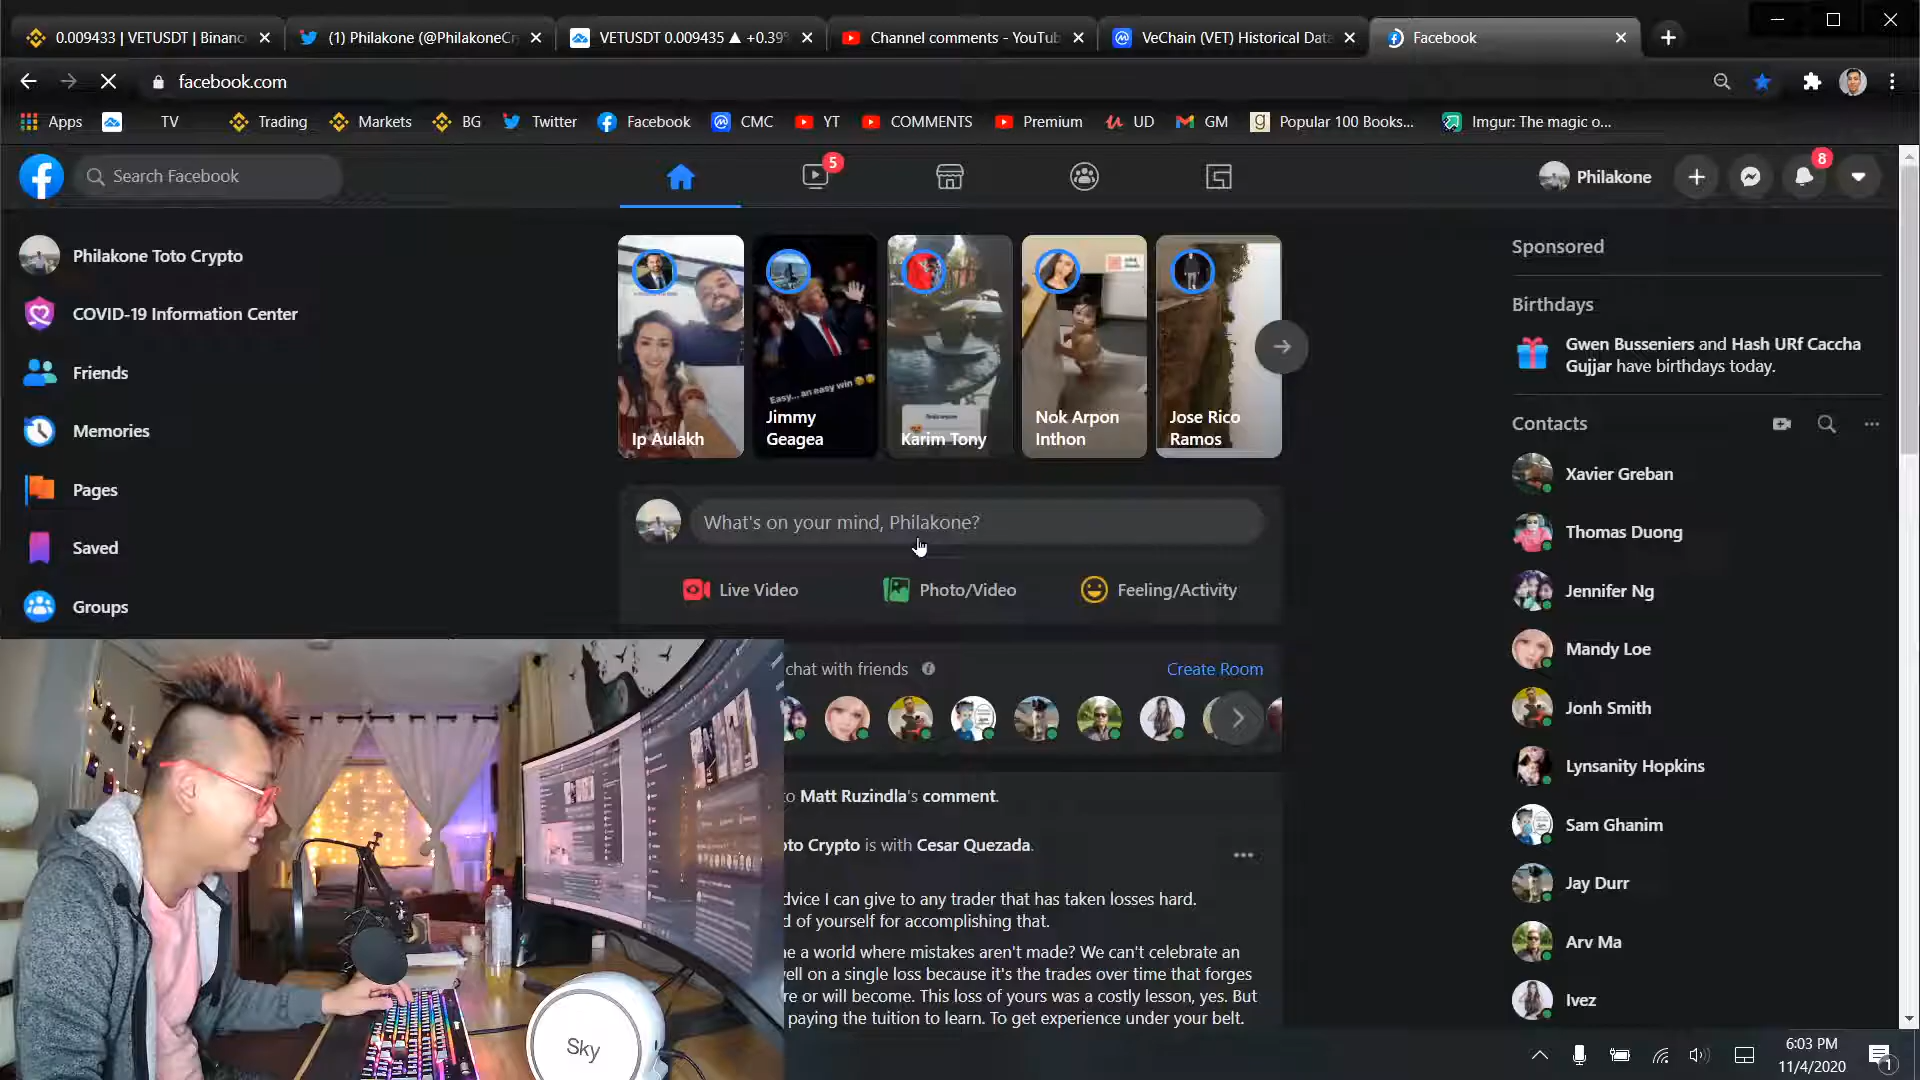 0.009433 | VETUSDT | Binanc
(1) Philakone (@PhilakoneCr
VETUSDT 0.009435 ▲ +0.39%
Channel comments - YouTub
VeChain (VET) Historical Data
Facebook
facebook.com
Apps
TV
Trading
Markets
BG
Twitter
Facebook
CMC
YT
COMMENTS
Premium
UD
GM
Popular 100 Books...
Imgur: The magic o...
Search Facebook
5
Philakone
8
Philakone Toto Crypto
COVID-19 Information Center
Friends
Memories
Pages
Saved
Groups
Easy... an easy win
Ip Aulakh
Jimmy
Geagea
Karim Tony
Nok Arpon
Inthon
Jose Rico
Ramos
What's on your mind, Philakone?
Live Video
Photo/Video
Feeling/Activity
chat with friends
Create Room
o Matt Ruzindla's comment.
oto Crypto is with Cesar Quezada.
dvice I can give to any trader that has taken losses hard.
d of yourself for accomplishing that.
e a world where mistakes aren't made? We can't celebrate an
ell on a single loss because it's the trades over time that forges
re or will become. This loss of yours was a costly lesson, yes. But
paying the tuition to learn. To get experience under your belt.
Sponsored
Birthdays
Gwen Busseniers and Hash URf Caccha
Gujjar have birthdays today.
Contacts
Xavier Greban
Thomas Duong
Jennifer Ng
Mandy Loe
Jonh Smith
Lynsanity Hopkins
Sam Ghanim
Jay Durr
Arv Ma
Ivez
Sky
6:03 PM
11/4/2020
1